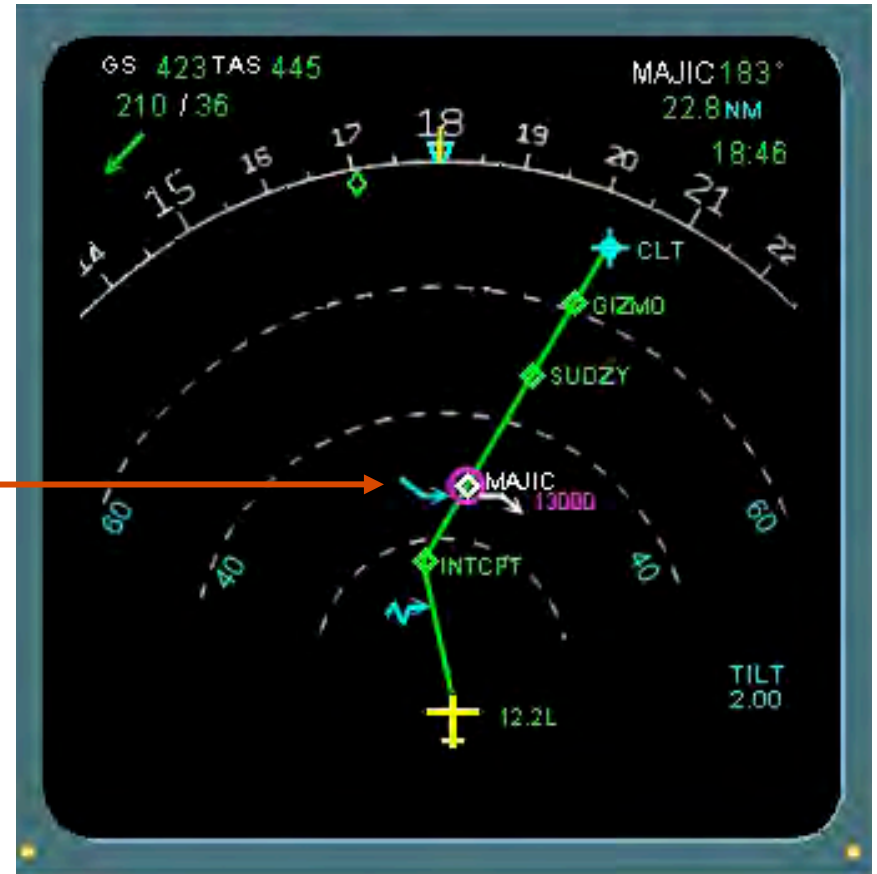 GS 423 TAS 445
MAJIC 183°
210 / 36
22.8 NM
18:46
14
15
16
17
18
19
20
21
22
CLT
GIZMO
SUDZY
MAJIC
13000
60
60
INTCPT
40
40
TILT
2.00
12.2L